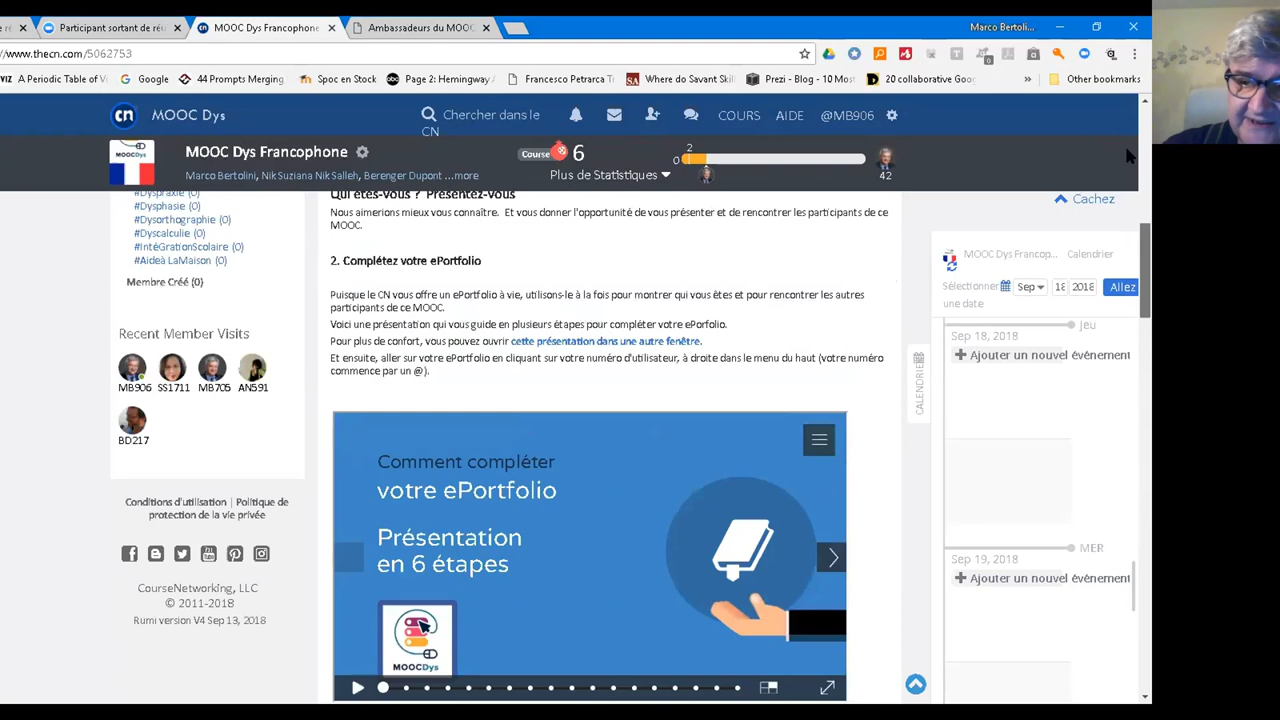 Participant sortant de réu
MOOC Dys Francophone
Ambassadeurs du MOOC
Marco Bertoli...
/www.thecn.com/5062753
VIZ A Periodic Table of Vi
Google
44 Prompts Merging
Spoc en Stock
Page 2: Hemingway
Francesco Petrarca T
Where do Savant Skil
Prezi - Blog - 10 Most
20 collaborative Goo
»
Other bookmarks
cn MOOC Dys
Chercher dans le
CN
COURS
AIDE
@MB906
MOOCDYS
MOOC Dys Francophone
Marco Bertolini, Nik Suziana Nik Salleh, Berenger Dupont ...more
Course
6
Plus de Statistiques
0
2
42
#Dyspraxie (0)
#Dysphasie (0)
#Dysorthographie (0)
#Dyscalculie (0)
#IntéGrationScolaire (0)
#Aideà LaMaison (0)
Membre Créé (0)
Recent Member Visits
MB906
SS1711
MB705
AN591
BD217
Conditions d'utilisation | Politique de
protection de la vie privée
CourseNetworking, LLC
© 2011-2018
Rumi version V4 Sep 13, 2018
Qui êtes-vous ? Présentez-vous
Nous aimerions mieux vous connaître. Et vous donner l'opportunité de vous présenter et de rencontrer les participants de ce
MOOC.
2. Complétez votre ePortfolio
Puisque le CN vous offre un ePortfolio à vie, utilisons-le à la fois pour montrer qui vous êtes et pour rencontrer les autres
participants de ce MOOC.
Voici une présentation qui vous guide en plusieurs étapes pour compléter votre ePorfolio.
Pour plus de confort, vous pouvez ouvrir cette présentation dans une autre fenêtre.
Et ensuite, aller sur votre ePortfolio en cliquant sur votre numéro d'utilisateur, à droite dans le menu du haut (votre numéro
commence par un @).
Comment compléter
votre ePortfolio
Présentation
en 6 étapes
MOOCDys
Cachez
MOOC Dys Francop...
Calendrier
Sélectionner
une date
Sep
18
2018
Allez
CALENDRIER
Jeu
Sep 18, 2018
Ajouter un nouvel événement
MER
Sep 19, 2018
Ajouter un nouvel événement